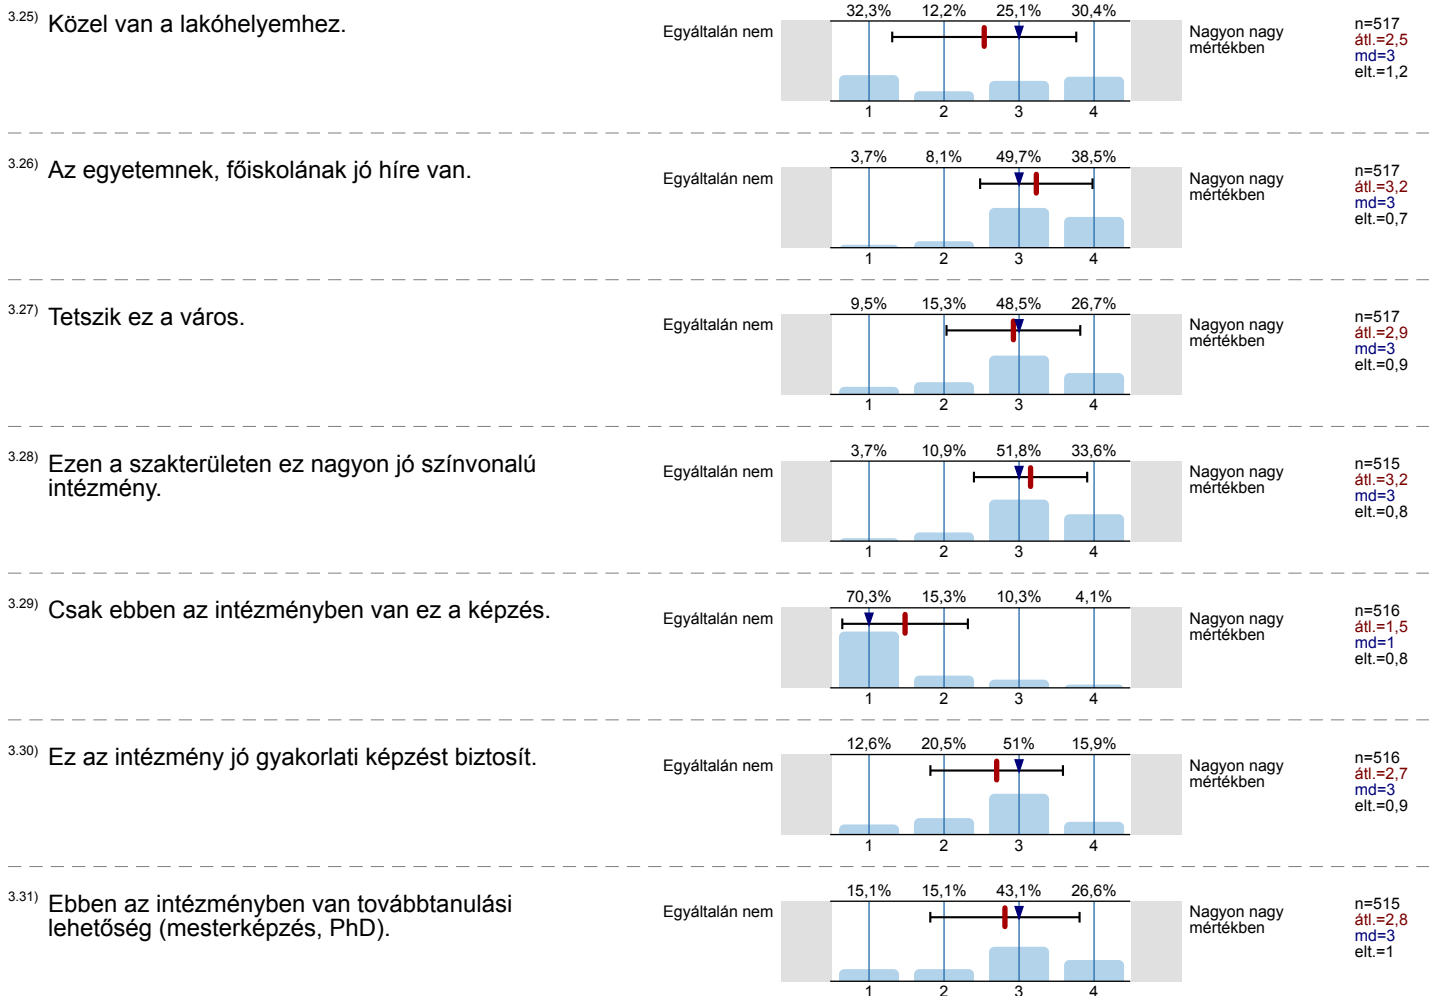 32,3% 12,2% 25,1% 30,4%
3.25) Közel van a lakóhelyemhez.
Egyáltalán nem
Nagyon nagy
mértékben
n=517
átl.=2,5
md=3
elt.=1,2
1 2 3 4
3,7% 8,1% 49,7% 38,5%
3.26) Az egyetemnek, főiskolának jó híre van.
Egyáltalán nem
Nagyon nagy
mértékben
n=517
átl.=3,2
md=3
elt.=0,7
1 2 3 4
9,5% 15,3% 48,5% 26,7%
3.27) Tetszik ez a város.
Egyáltalán nem
Nagyon nagy
mértékben
n=517
átl.=2,9
md=3
elt.=0,9
1 2 3 4
3,7% 10,9% 51,8% 33,6%
3.28) Ezen a szakterületen ez nagyon jó színvonalú
intézmény.
Egyáltalán nem
Nagyon nagy
mértékben
n=515
átl.=3,2
md=3
elt.=0,8
1 2 3 4
70,3% 15,3% 10,3% 4,1%
3.29) Csak ebben az intézményben van ez a képzés.
Egyáltalán nem
Nagyon nagy
mértékben
n=516
átl.=1,5
md=1
elt.=0,8
1 2 3 4
12,6% 20,5% 51% 15,9%
3.30) Ez az intézmény jó gyakorlati képzést biztosít.
Egyáltalán nem
Nagyon nagy
mértékben
n=516
átl.=2,7
md=3
elt.=0,9
1 2 3 4
15,1% 15,1% 43,1% 26,6%
3.31) Ebben az intézményben van továbbtanulási
lehetőség (mesterképzés, PhD).
Egyáltalán nem
Nagyon nagy
mértékben
n=515
átl.=2,8
md=3
elt.=1
1 2 3 4